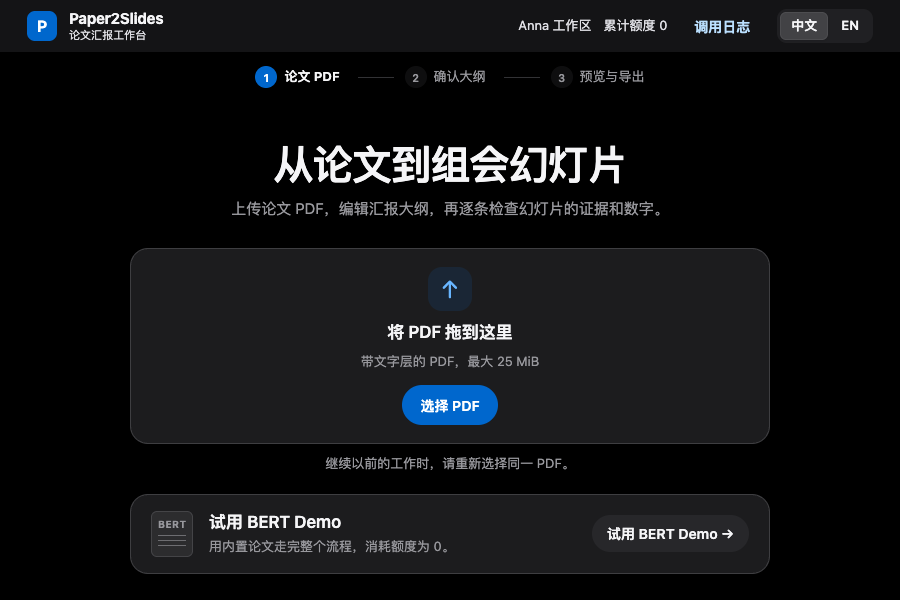 P
Paper2Slides
论文汇报工作台
Anna 工作区 累计额度 0 调用日志 中文 EN
1 论文 PDF 2 确认大纲 3 预览与导出
从论文到组会幻灯片
上传论文 PDF，编辑汇报大纲，再逐条检查幻灯片的证据和数字。
将 PDF 拖到这里
带文字层的 PDF，最大 25 MiB
选择 PDF
继续以前的工作时，请重新选择同一 PDF。
BERT
试用 BERT Demo
用内置论文走完整个流程，消耗额度为 0。
试用 BERT Demo →